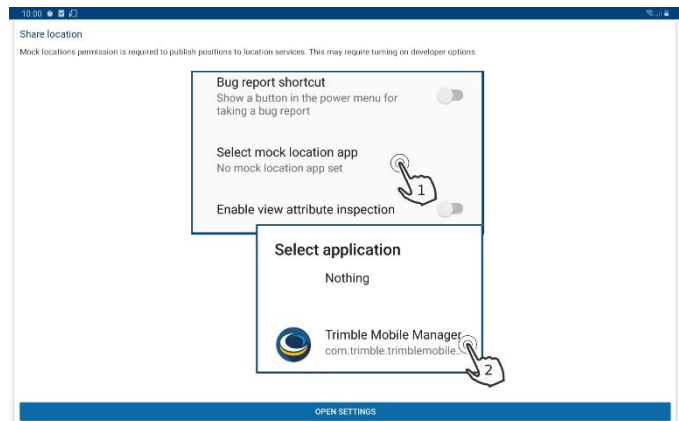 10:00
Share location
Mock locations permission is required to publish positions to location services. This may require turning on developer options.
Bug report shortcut
Show a button in the power menu for
taking a bug report
Select mock location app
No mock location app set
1
Enable view attribute inspection
Select application
Nothing
Trimble Mobile Manager
com.trimble.trimblemobile..
2
OPEN SETTINGS